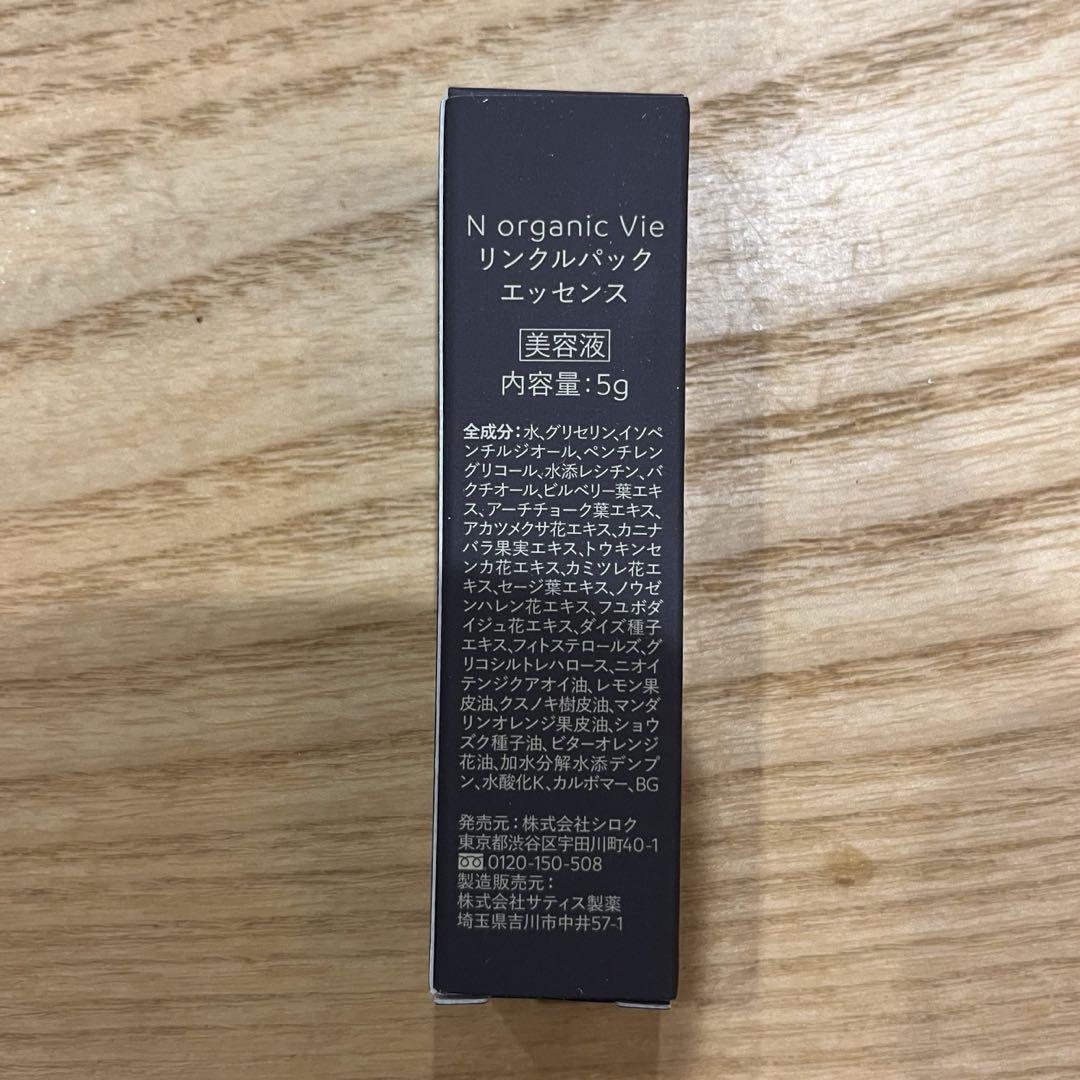 N organic Vie
リンクルパック
エッセンス
美容液
内容量:5g
全成分:水、グリセリン、イソペ
ンチルジオール、ペンチレン
グリコール、水添レシチン、バ
クチオール、ビルベリー葉エキ
ス、アーチチョーク葉エキス、
アカツメクサ花エキス、カニナ
バラ果実エキス、トウキンセ
ンカ花エキス、カミツレ花エ
キス、セージ葉エキス、ノウゼ
ンハレン花エキス、フユボダ
イジュ花エキス、ダイズ種子
エキス、フィトステロールズ、グ
リコシルトレハロース、ニオイ
テンジクアオイ油、レモン果
皮油、クスノキ樹皮油、マンダ
リンオレンジ果皮油、ショウ
ズク種子油、ビターオレンジ
花油、加水分解水添デンプ
ン、水酸化K、カルボマー、BG
発売元:株式会社シロク
東京都渋谷区宇田川町40-1
0120-150-508
製造販売元:
株式会社サティス製薬
埼玉県吉川市中井57-1